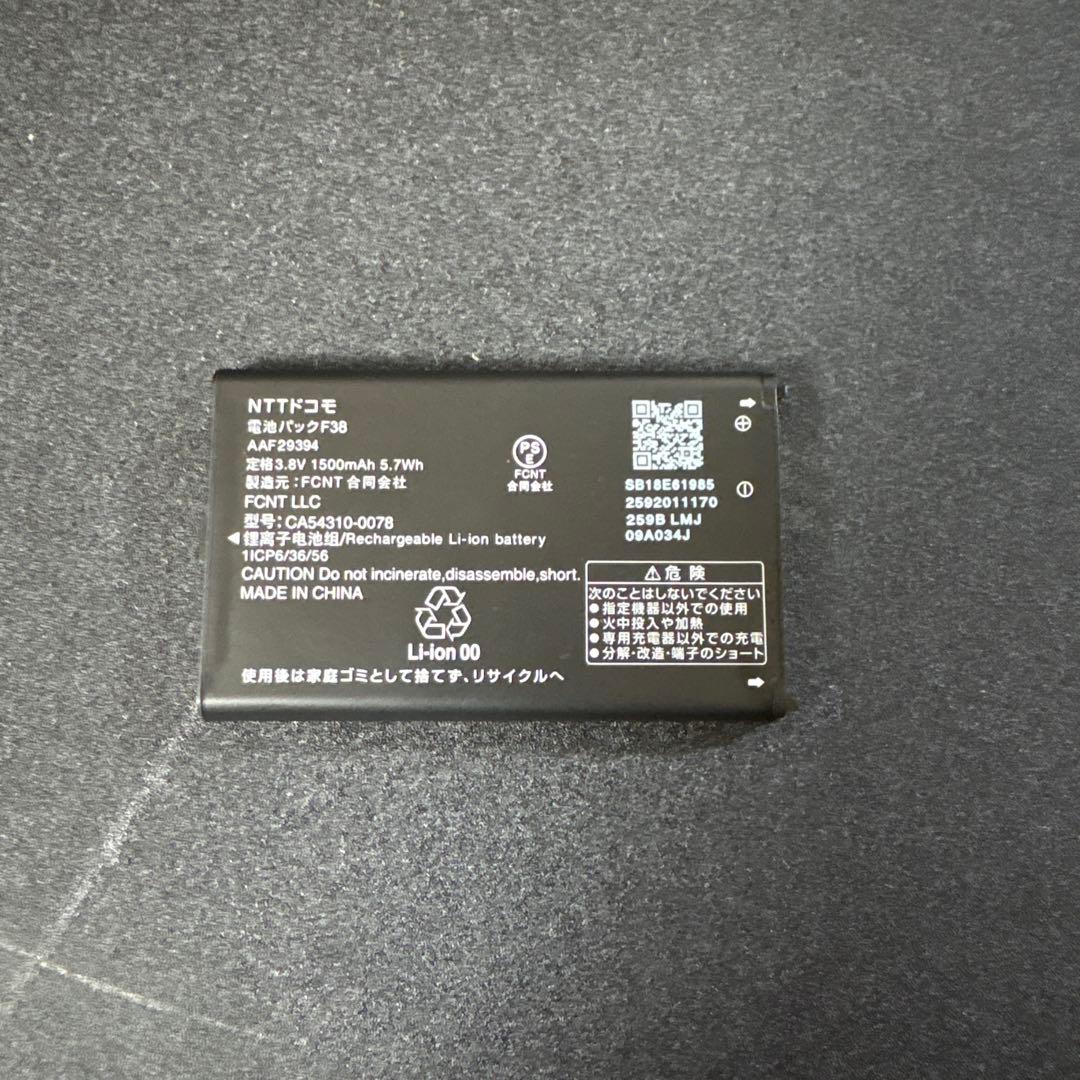 NTTドコモ
電池パックF38
AAF29394
定格3.8V 1500mAh 5.7Wh
製造元:FCNT 合同会社
FCNT LLC
型号:CA54310-0078
◀锂离子电池组/Rechargeable Li-ion battery
1ICP6/36/56
CAUTION Do not incinerate,disassemble,short.
MADE IN CHINA
Li-ion 00
使用後は家庭ゴミとして捨てず、リサイクルへ
PS
E
FCNT
合同会社
SB18E61985
2592011170
259B LMJ
09A034J
⚠危険
次のことはしないでください
●指定機器以外での使用
●火中投入や加熱
●専用充電器以外での充電
●分解・改造・端子のショート